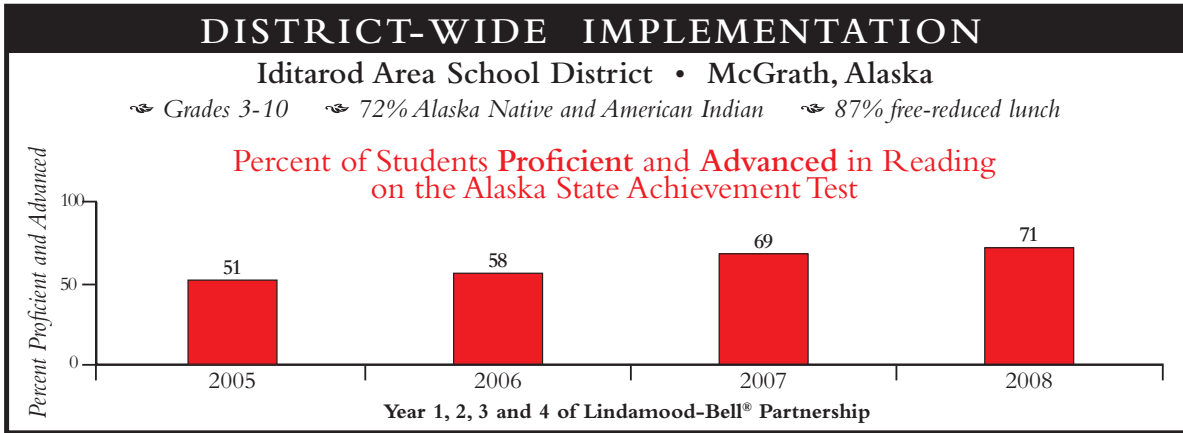 DISTRICT-WIDE IMPLEMENTATION
Iditarod Area School District • McGrath, Alaska
Grades 3-10 72% Alaska Native and American Indian 87% free-reduced lunch
Percent of Students Proficient and Advanced in Reading
on the Alaska State Achievement Test
Percent Proficient and Advanced
100
50
0
51
58
69
71
2005 2006 2007 2008
Year 1, 2, 3 and 4 of Lindamood-Bell® Partnership